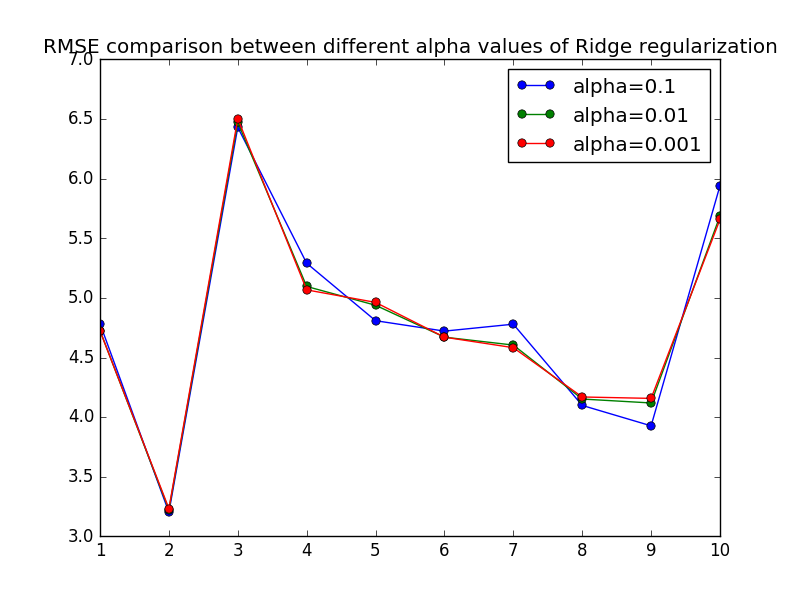 RMSE comparison between different alpha values of Ridge regularization
7.0
6.5
6.0
5.5
5.0
4.5
4.0
3.5
3.0
alpha=0.1
alpha=0.01
alpha=0.001
1 2 3 4 5 6 7 8 9 10